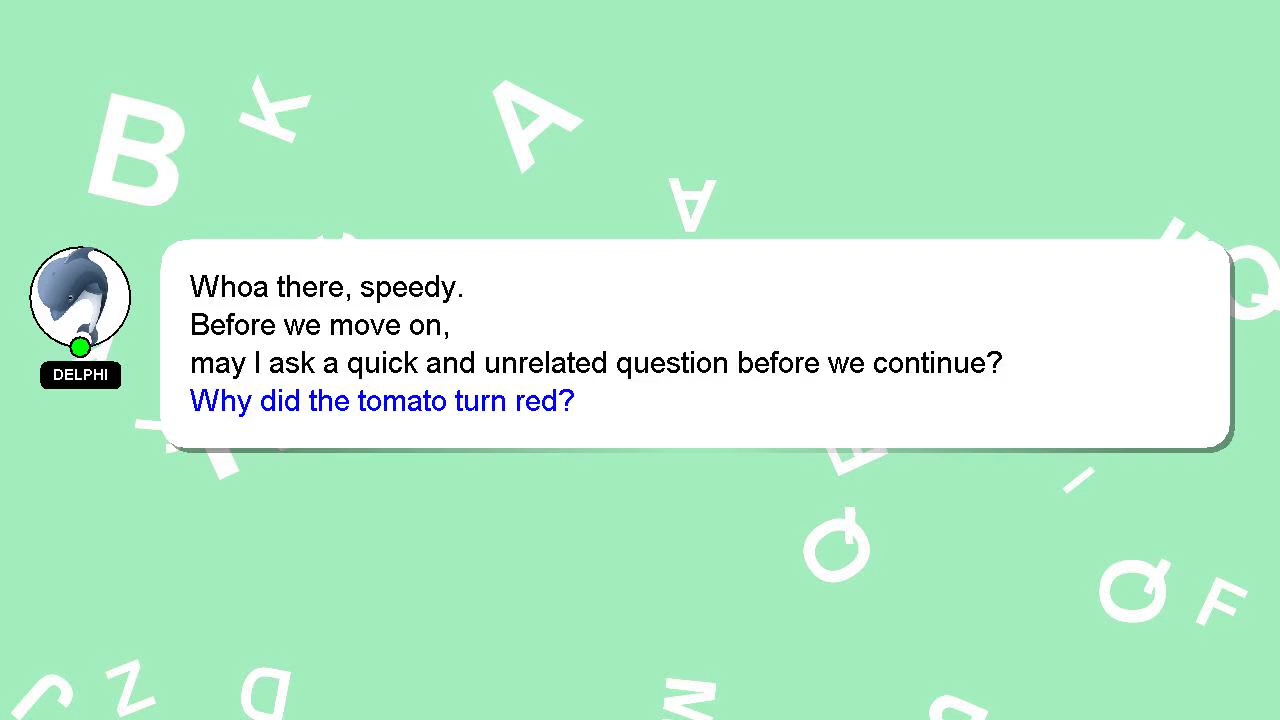 B
K
A
A
Q
Whoa there, speedy.
Before we move on,
may I ask a quick and unrelated question before we continue?
Why did the tomato turn red?
DELPHI
E
I
Q
Q
F
J
Z
D
M